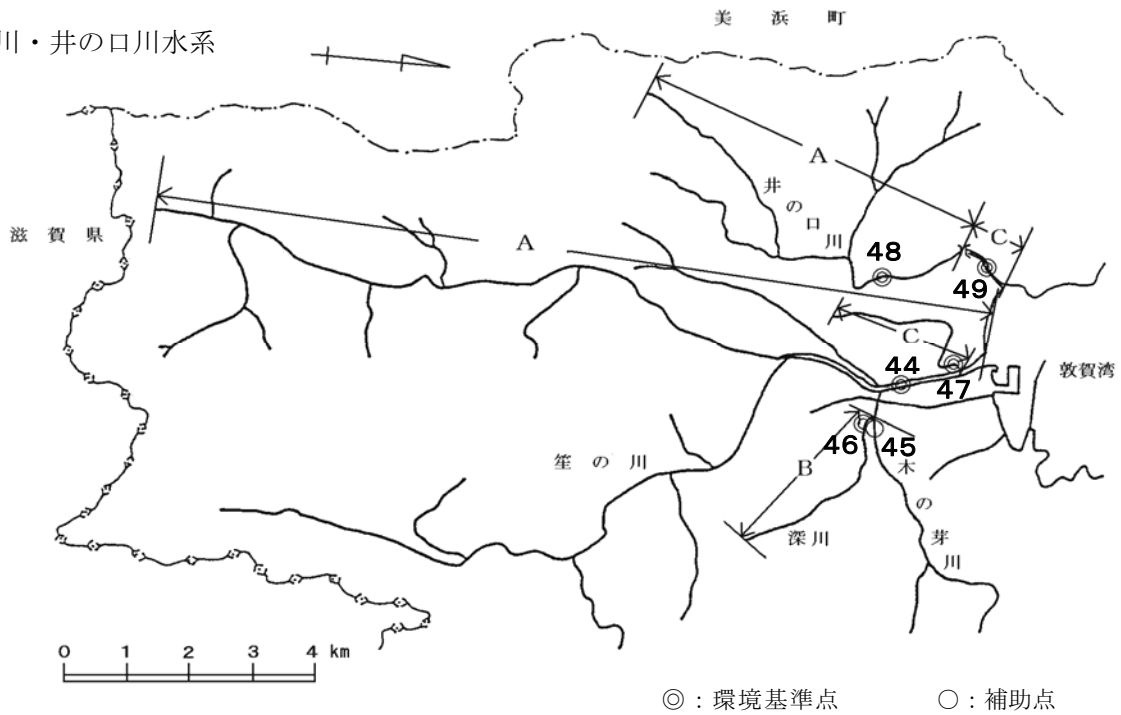 川・井の口川水系
美浜町
A
井の口川
滋賀県
A
C
48
49
C
44
47
敦賀湾
46
45
笙の川
B
木の芽川
深川
0 1 2 3 4 km
◎：環境基準点 ○：補助点